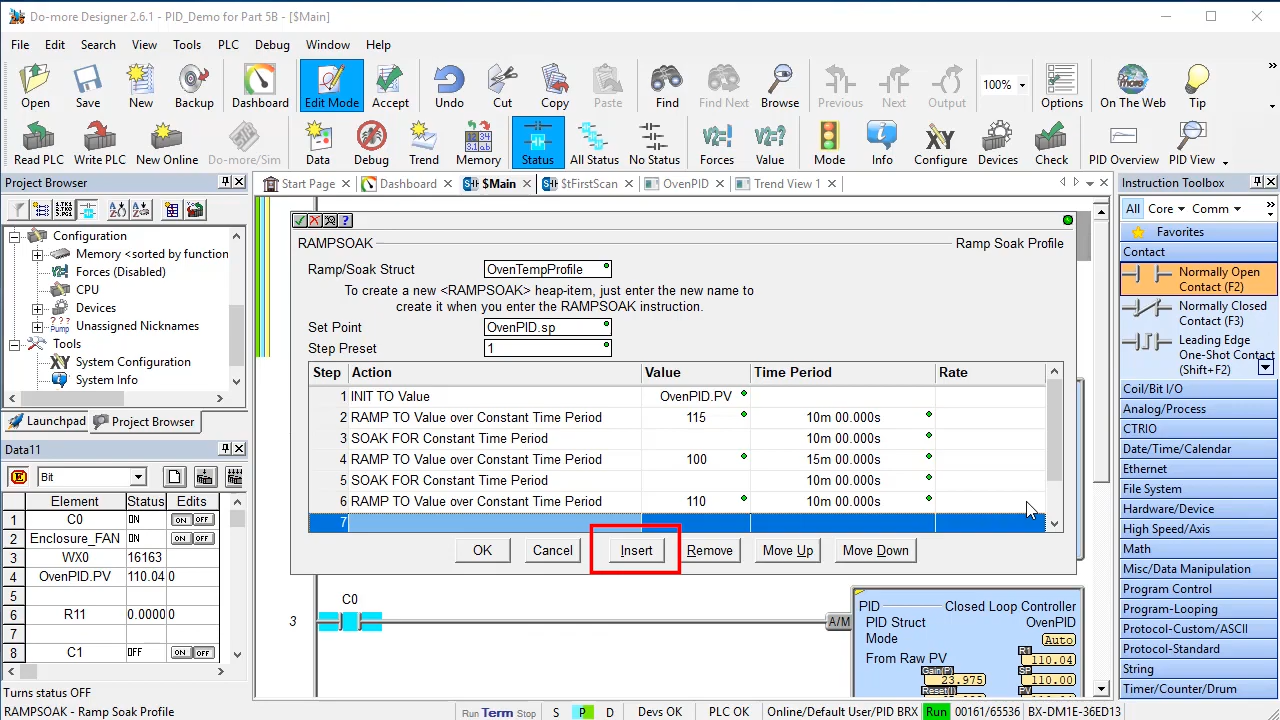 Do-more Designer 2.6.1 - PID_Demo for Part 5B - [$Main]
File Edit Search View Tools PLC Debug Window Help
Open Save New Backup Dashboard Edit Mode Accept Undo Cut Copy Paste Find Find Next Browse Previous Next Output 100% Options On The Web Tip
Read PLC Write PLC New Online Do-more/Sim Data Debug Trend Memory Status All Status No Status Forces Value Mode Info Configure Devices Check PID Overview PID View
Project Browser
Start Page Dashboard $Main $tFirstScan OvenPID Trend View 1
Instruction Toolbox
All Core Comm
Configuration
Memory <sorted by function
Forces (Disabled)
CPU
Devices
Unassigned Nicknames
Tools
System Configuration
System Info
Launchpad Project Browser
RAMPSOAK Ramp Soak Profile
Ramp/Soak Struct OvenTempProfile
To create a new <RAMPSOAK> heap-item, just enter the new name to
create it when you enter the RAMPSOAK instruction.
Set Point OvenPID.sp
Step Preset 1
Step Action Value Time Period Rate
1 INIT TO Value OvenPID.PV
2 RAMP TO Value over Constant Time Period 115 10m 00.000s
3 SOAK FOR Constant Time Period 10m 00.000s
4 RAMP TO Value over Constant Time Period 100 15m 00.000s
5 SOAK FOR Constant Time Period 10m 00.000s
6 RAMP TO Value over Constant Time Period 110 10m 00.000s
7
OK Cancel Insert Remove Move Up Move Down
Favorites
Contact
Normally Open
Contact (F2)
Normally Closed
Contact (F3)
Leading Edge
One-Shot Contact
(Shift+F2)
Coil/Bit I/O
Analog/Process
CTRIO
Date/Time/Calendar
Ethernet
File System
Hardware/Device
High Speed/Axis
Math
Misc/Data Manipulation
Program Control
Program-Looping
Protocol-Custom/ASCII
Protocol-Standard
String
Timer/Counter/Drum
Data11
Bit
Element Status Edits
1 C0 ON ON OFF
2 Enclosure_FAN ON ON OFF
3 WX0 16163
4 OvenPID.PV 110.04 0
5
6 R11 0.0000 0
7
8 C1 OFF ON OFF
C0
3
A/M
PID Closed Loop Controller
PID Struct OvenPID
Mode Auto
From Raw PV 110.04
Gain(P) SP
23.975 110.00
Reset(I) PV
Turns status OFF
RAMPSOAK - Ramp Soak Profile
Run Term Stop S P D Devs OK PLC OK Online/Default User/PID BRX Run 00161/65536 BX-DM1E-36ED13